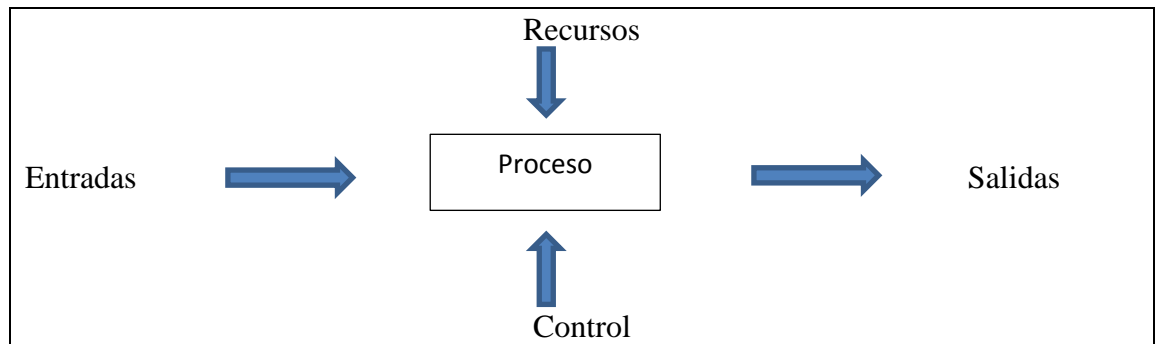 Recursos
Proceso
Entradas
Salidas
Control